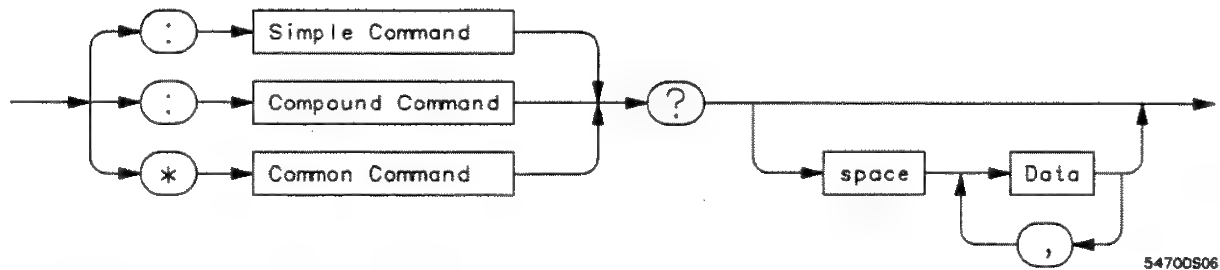 : Simple Command
: Compound Command ?
* Common Command
space Data
,
54700S06